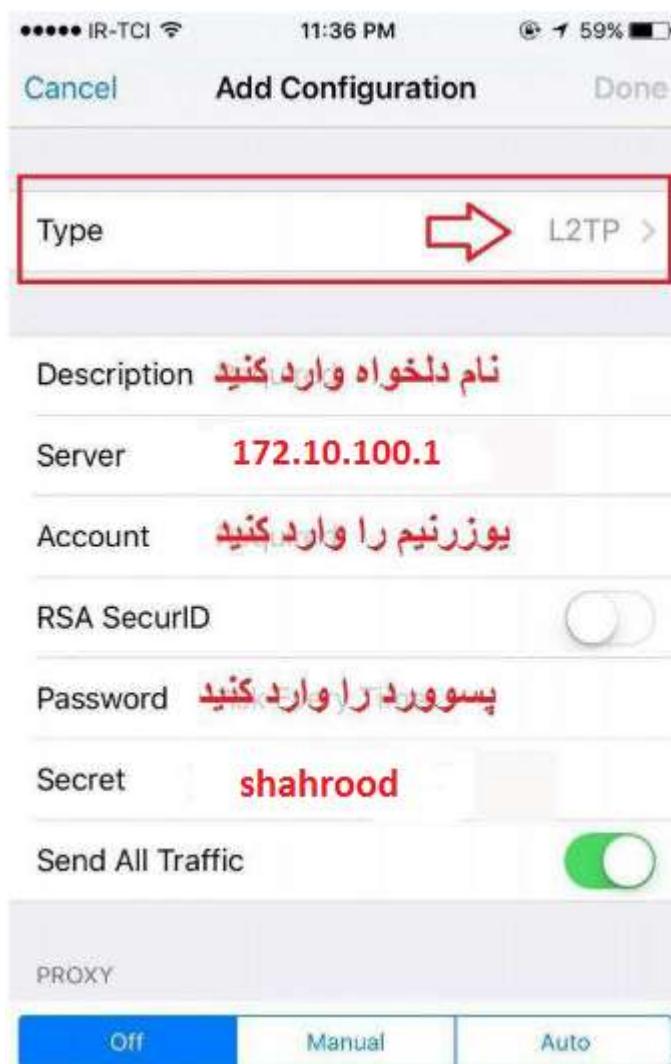 IR-TCI 11:36 PM 59%
Cancel Add Configuration Done
Type L2TP >
Description نام دلخواه وارد کنید
Server 172.10.100.1
Account یوزرنیم را وارد کنید
RSA SecurID
Password پسوورد را وارد کنید
Secret shahrood
Send All Traffic
PROXY
Off Manual Auto